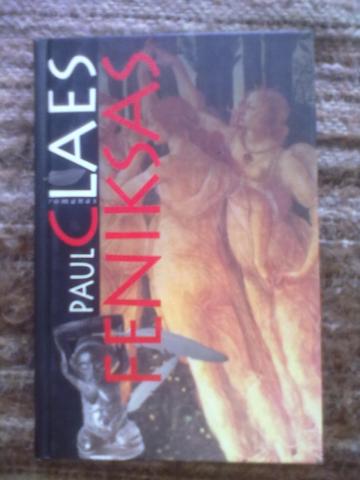 PAUL CLAES
romanas
FENIKSAS